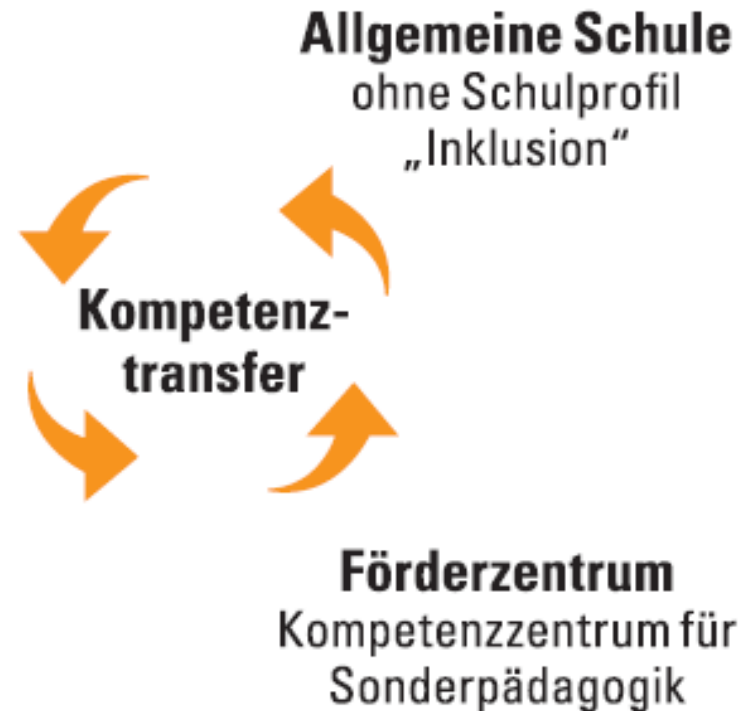 Allgemeine Schule
ohne Schulprofil
„Inklusion“
Kompetenz-
transfer
Förderzentrum
Kompetenzzentrum für
Sonderpädagogik